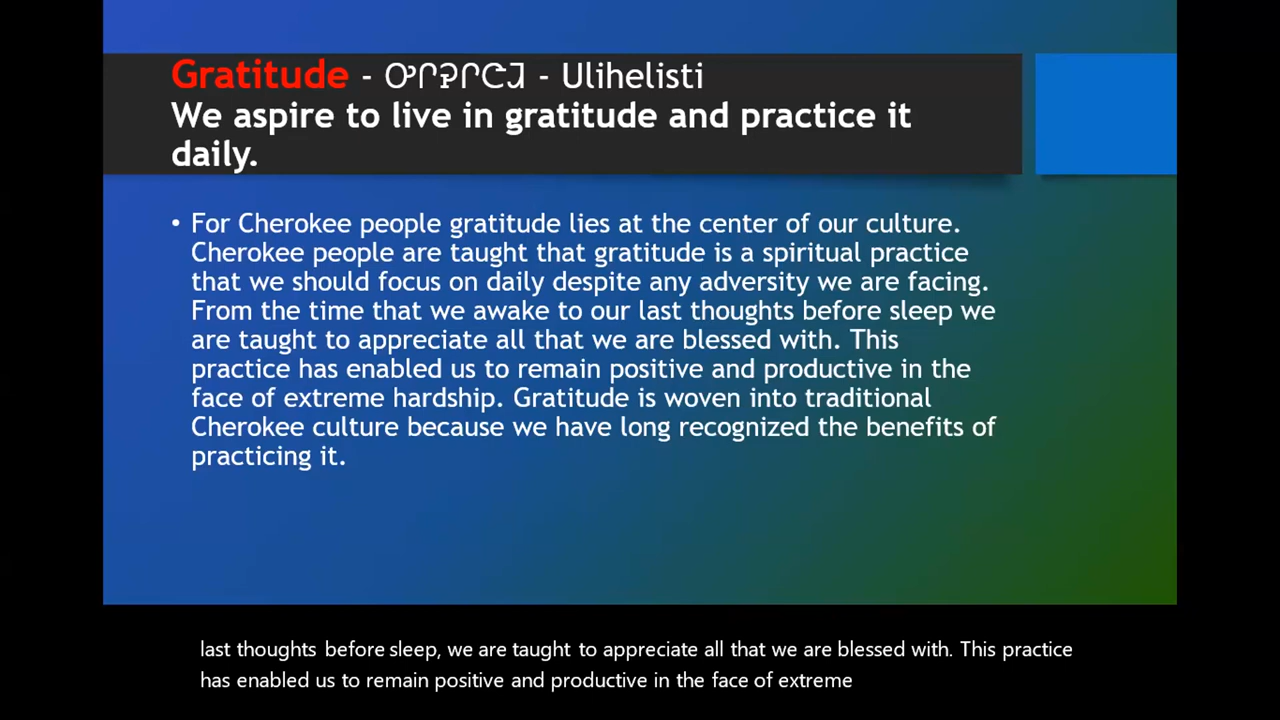 Gratitude - ᎤᎵᎮᎵᏨᎫ - Ulihelisti
We aspire to live in gratitude and practice it
daily.
• For Cherokee people gratitude lies at the center of our culture.
Cherokee people are taught that gratitude is a spiritual practice
that we should focus on daily despite any adversity we are facing.
From the time that we awake to our last thoughts before sleep we
are taught to appreciate all that we are blessed with. This
practice has enabled us to remain positive and productive in the
face of extreme hardship. Gratitude is woven into traditional
Cherokee culture because we have long recognized the benefits of
practicing it.
last thoughts before sleep, we are taught to appreciate all that we are blessed with. This practice
has enabled us to remain positive and productive in the face of extreme